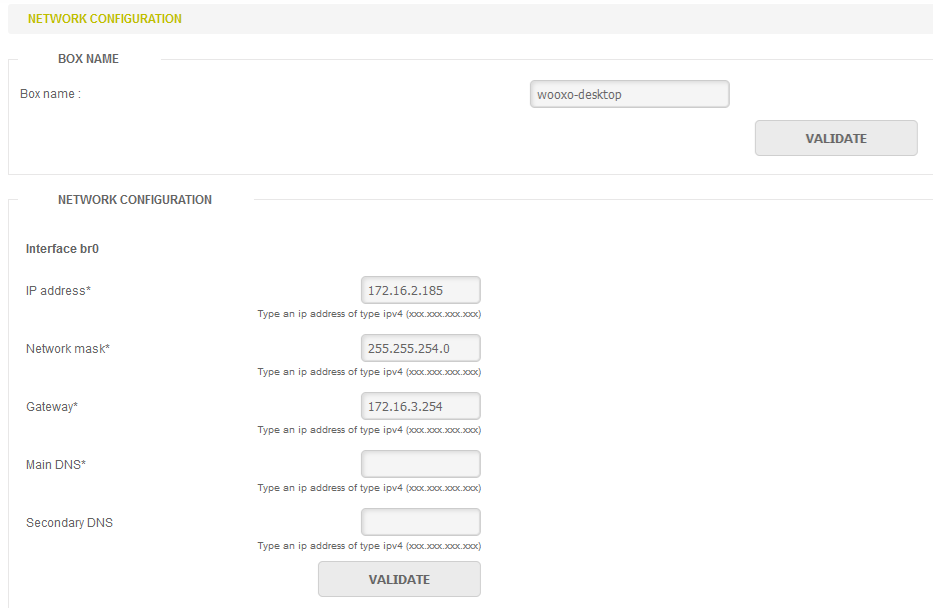 NETWORK CONFIGURATION
BOX NAME
Box name :
wooxo-desktop
VALIDATE
NETWORK CONFIGURATION
Interface br0
IP address*
172.16.2.185
Type an ip address of type ipv4 (xxx.xxx.xxx.xxx)
Network mask*
255.255.254.0
Type an ip address of type ipv4 (xxx.xxx.xxx.xxx)
Gateway*
172.16.3.254
Type an ip address of type ipv4 (xxx.xxx.xxx.xxx)
Main DNS*
Type an ip address of type ipv4 (xxx.xxx.xxx.xxx)
Secondary DNS
Type an ip address of type ipv4 (xxx.xxx.xxx.xxx)
VALIDATE